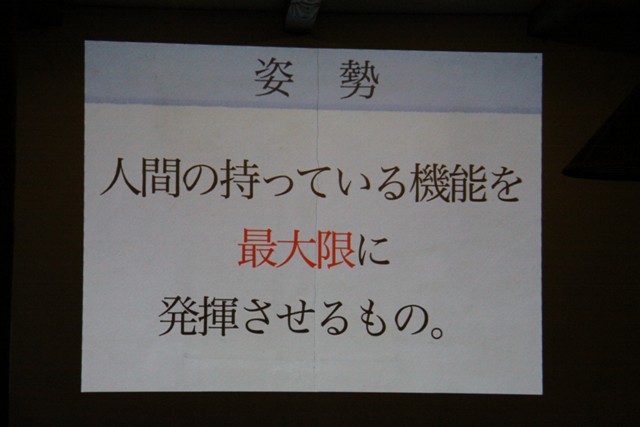 姿勢
人間の持っている機能を
最大限に
発揮させるもの。